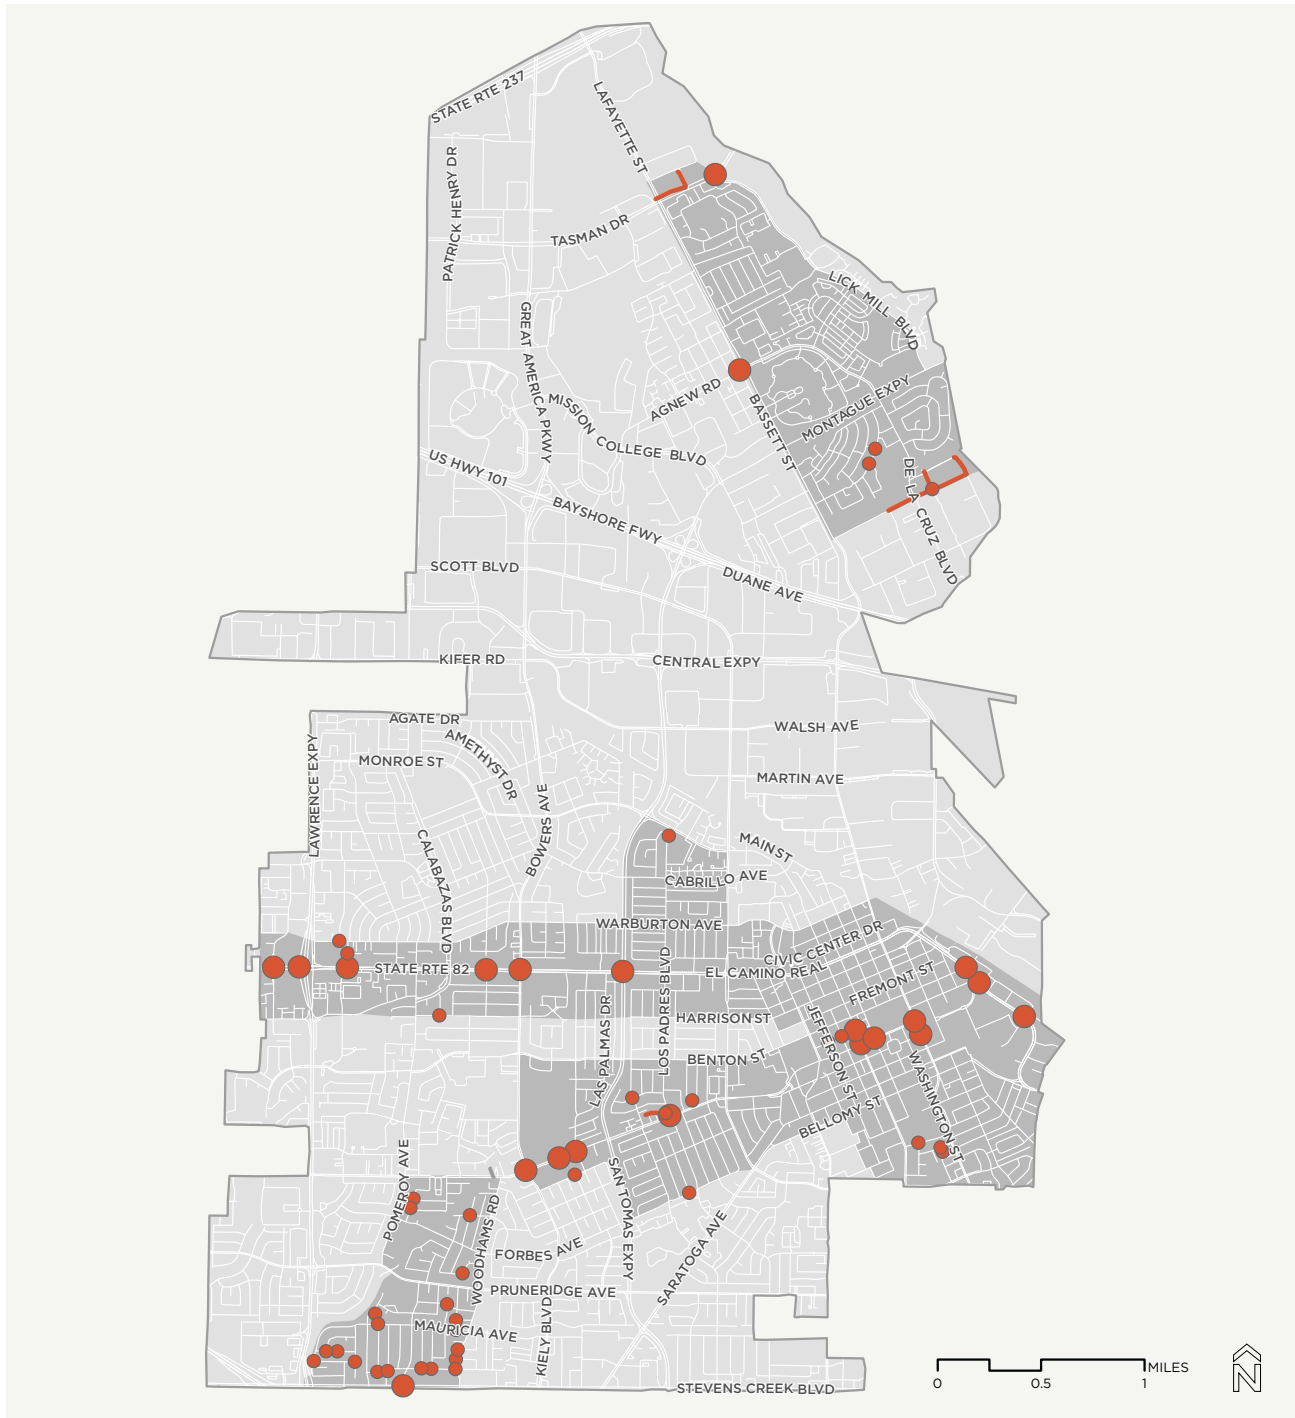 STATE RTE 237
LAFAYETTE ST
PATRICK HENRY DR
TASMAN DR
LICK MILL BLVD
GREAT AMERICA PKWY
AGNEW RD
MONTAGUE EXPY
MISSION COLLEGE BLVD
BASSETT ST
US HWY 101
DE LA CRUZ BLVD
BAYSHORE FWY
SCOTT BLVD
DUANE AVE
KIFER RD
CENTRAL EXPY
AGATE DR
WALSH AVE
AMETHYST DR
MONROE ST
LAWRENCE EXPY
MARTIN AVE
BOWERS AVE
CALABAZAS BLVD
MAIN ST
CABRILLO AVE
WARBURTON AVE
CIVIC CENTER DR
STATE RTE 82
EL CAMINO REAL
FREMONT ST
LOS PADRES BLVD
LAS PALMAS DR
HARRISON ST
JEFFERSON ST
BENTON ST
WASHINGTON ST
BELLOMY ST
POMEROY AVE
SAN TOMAS EXPY
WOODHAMS RD
FORBES AVE
SARATOGA AVE
PRUNERIDGE AVE
MAURICIA AVE
KIELY BLVD
STEVENS CREEK BLVD
MILES
0 0.5 1
N